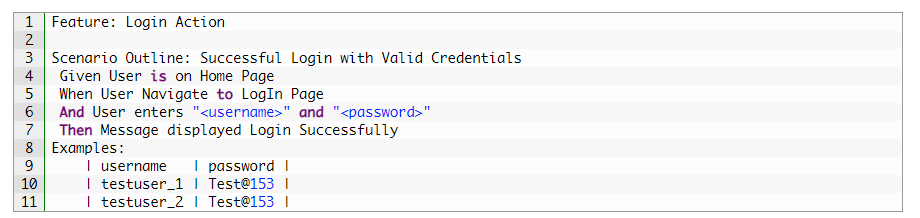 1 Feature: Login Action
2
3 Scenario Outline: Successful Login with Valid Credentials
4 Given User is on Home Page
5 When User Navigate to LogIn Page
6 And User enters "<username>" and "<password>"
7 Then Message displayed Login Successfully
8 Examples:
9 | username | password |
10 | testuser_1 | Test@153 |
11 | testuser_2 | Test@153 |